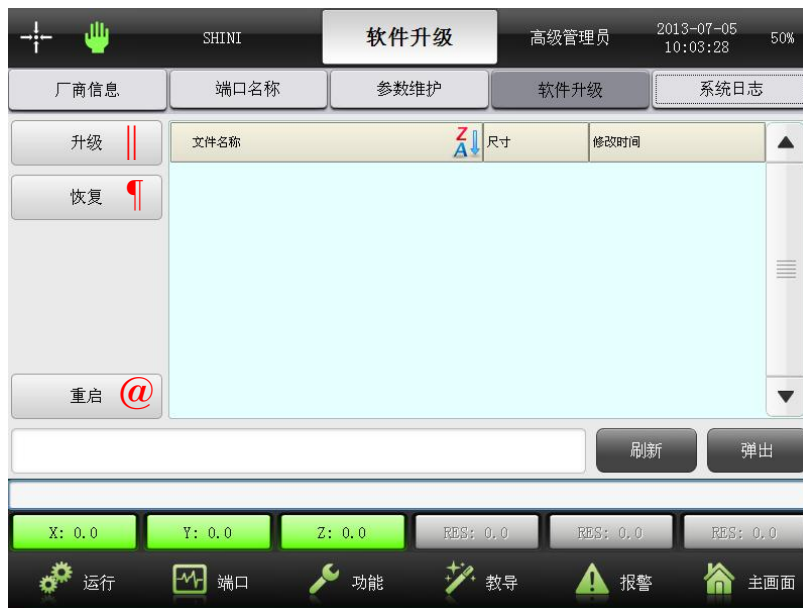 SHINI 软件升级 高级管理员 2013-07-05 10:03:28 50%
厂商信息 端口名称 参数维护 软件升级 系统日志
升级 ‖ 文件名称 Z A 尺寸 修改时间
恢复 ¶
重启 @
刷新 弹出
X: 0.0 Y: 0.0 Z: 0.0 RES: 0.0 RES: 0.0 RES: 0.0
运行 端口 功能 教导 报警 主画面